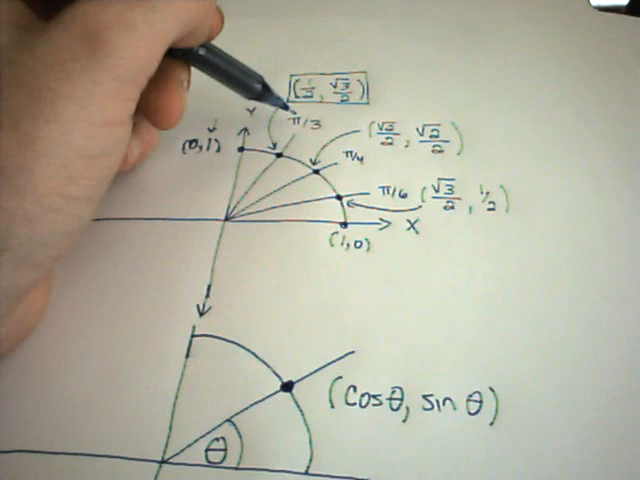 (1/2, √3/2)
Y
π/3
(0,1)
(√2/2, √2/2)
π/4
π/6
(√3/2, 1/2)
X
(1,0)
(cosθ, sin θ)
θ